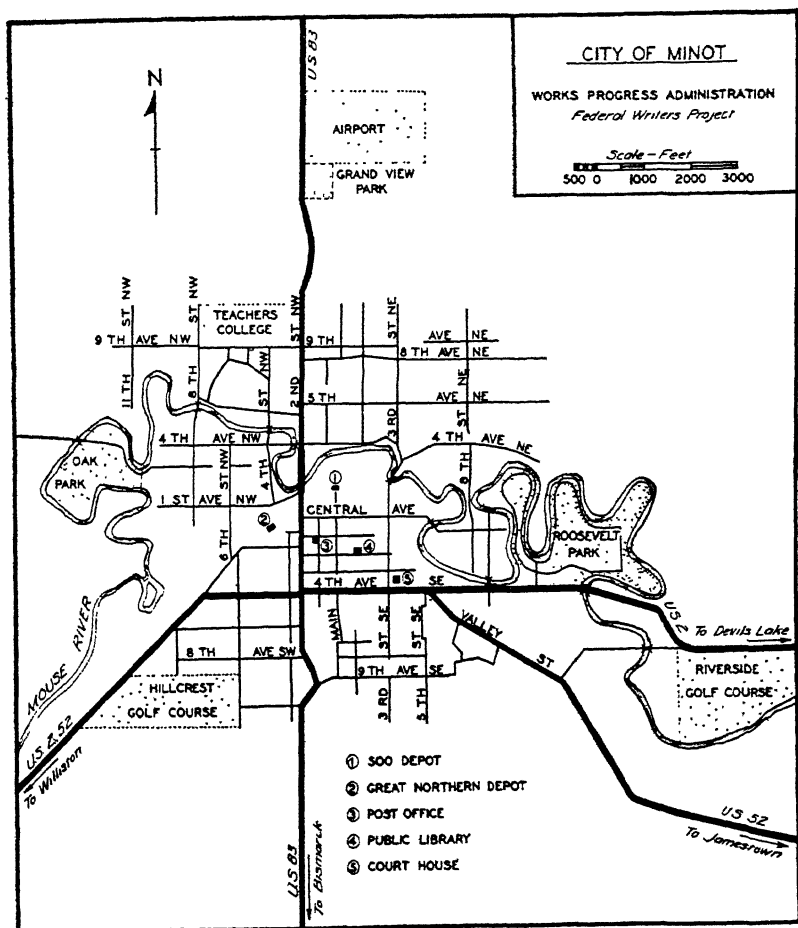 CITY OF MINOT
WORKS PROGRESS ADMINISTRATION
Federal Writers Project
Scale - Feet
500 0 1000 2000 3000
N
US 83
AIRPORT
GRAND VIEW
PARK
TEACHERS
COLLEGE
11 TH ST NW
8 TH ST NW
4 TH ST NW
2 ND ST NW
6 TH ST NW
3 RD ST NE
8 TH ST NE
9 TH AVE NW
9 TH AVE NE
8 TH AVE NE
5 TH AVE NE
4 TH AVE NW
4 TH AVE NE
OAK
PARK
1 ST AVE NW
CENTRAL AVE
①
②
③
④
⑤
ROOSEVELT
PARK
4 TH AVE SE
MAIN
3 RD ST SE
5 TH ST SE
VALLEY ST
8 TH AVE SW
9 TH AVE SE
MOUSE RIVER
HILLCREST
GOLF COURSE
U.S. 2, 52
To Williston
US 2
To Devils Lake
RIVERSIDE
GOLF COURSE
US 52
To Jamestown
US 83
To Bismarck
① SOO DEPOT
② GREAT NORTHERN DEPOT
③ POST OFFICE
④ PUBLIC LIBRARY
⑤ COURT HOUSE